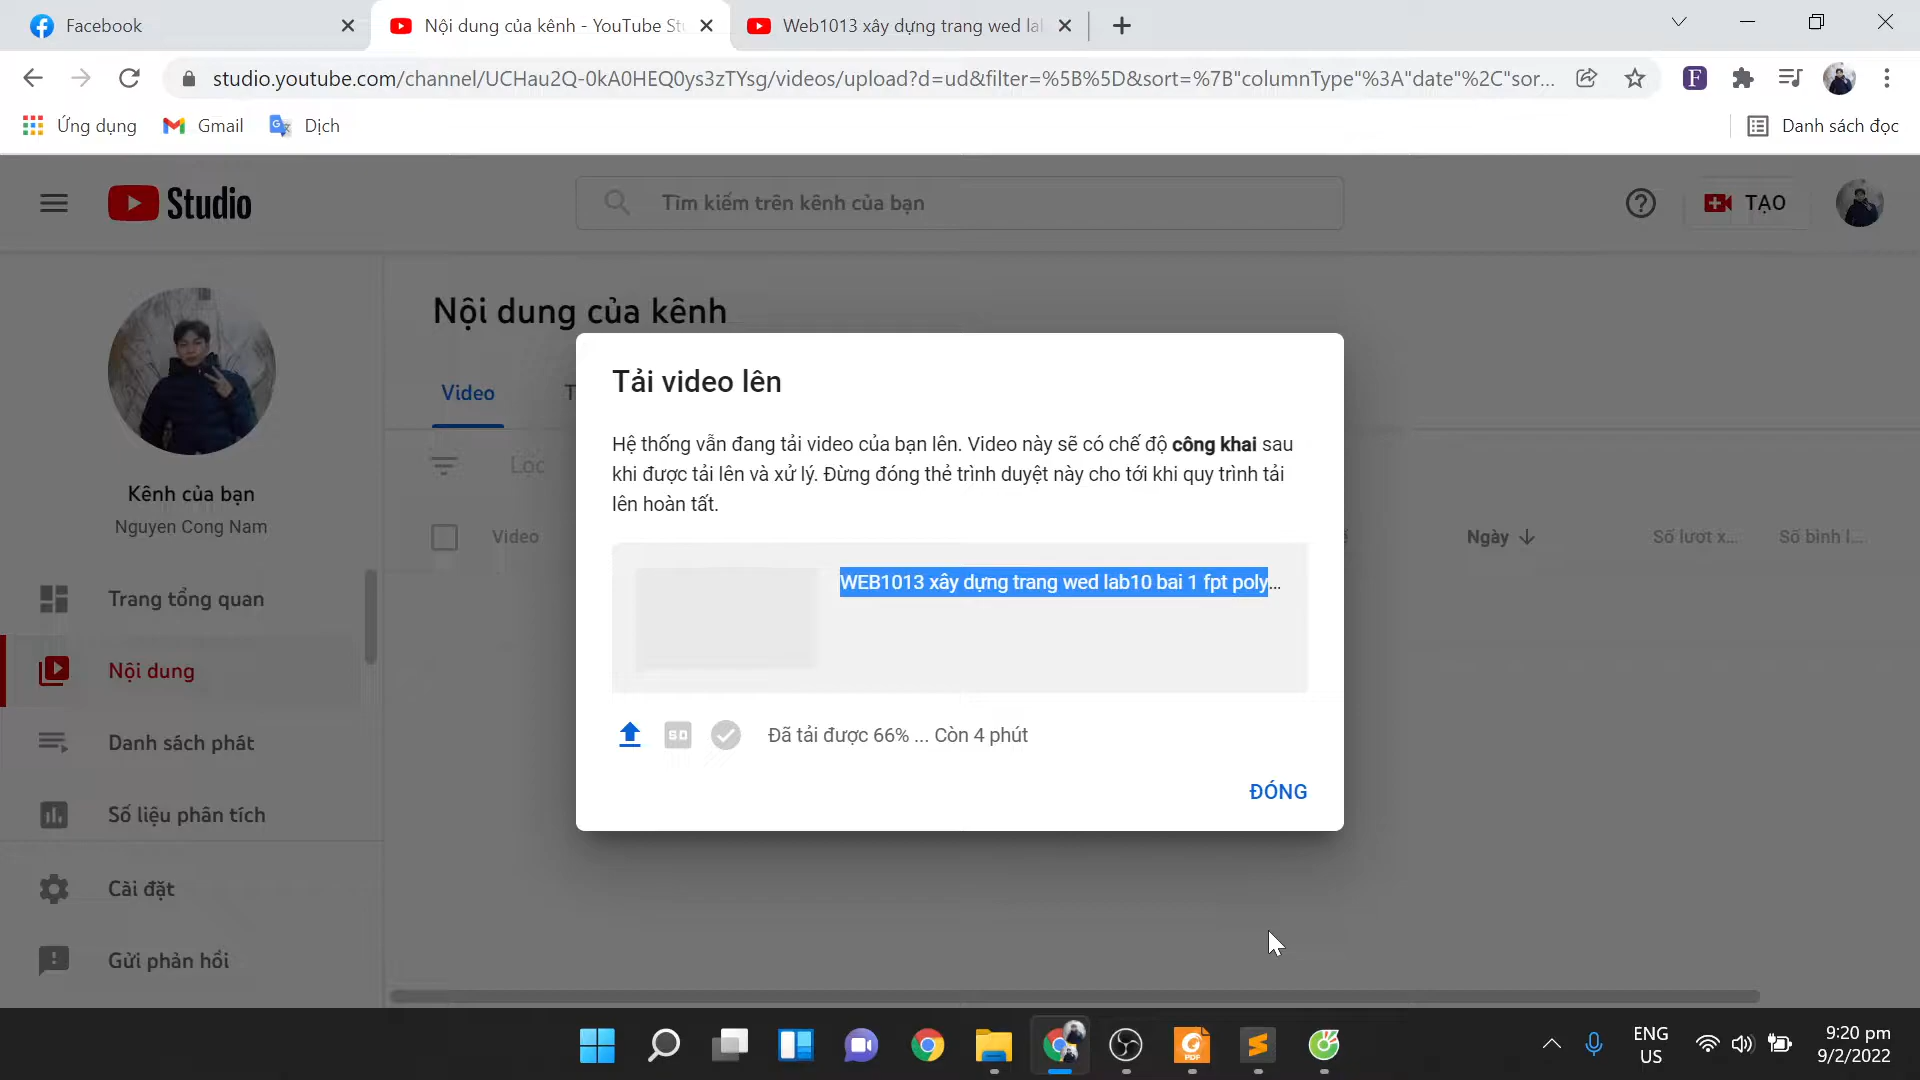 Facebook
Nội dung của kênh - YouTube St
Web1013 xây dựng trang wed la
studio.youtube.com/channel/UCHau2Q-0kA0HEQ0ys3zTYsg/videos/upload?d=ud&filter=%5B%5D&sort=%7B"columnType"%3A"date"%2C"sor...
F
Ứng dụng
Gmail
Dịch
Danh sách đọc
Studio
Tìm kiếm trên kênh của bạn
TẠO
Nội dung của kênh
Video
T
Lọc
Kênh của bạn
Nguyen Cong Nam
Video
Ngày
Số lượt x...
Số bình l...
Trang tổng quan
Nội dung
Danh sách phát
Số liệu phân tích
Cài đặt
Gửi phản hồi
Tải video lên
Hệ thống vẫn đang tải video của bạn lên. Video này sẽ có chế độ công khai sau
khi được tải lên và xử lý. Đừng đóng thẻ trình duyệt này cho tới khi quy trình tải
lên hoàn tất.
WEB1013 xây dựng trang wed lab10 bai 1 fpt poly...
SD
Đã tải được 66% ... Còn 4 phút
ĐÓNG
PDF
ENG
US
9:20 pm
9/2/2022